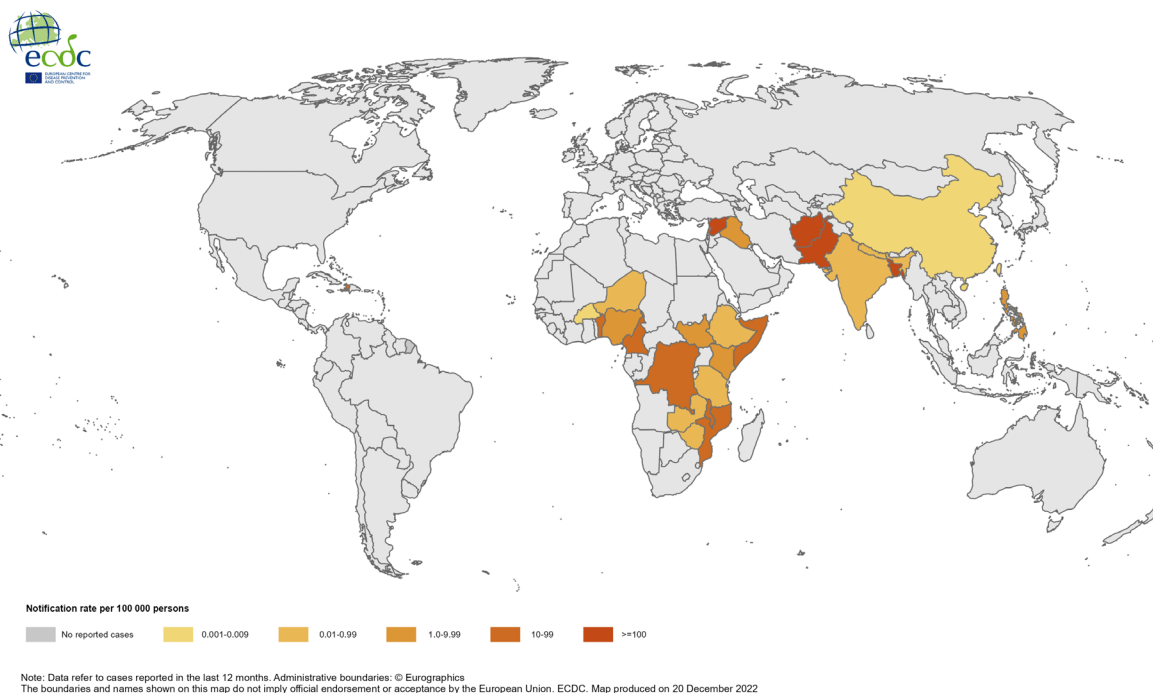 ecdc
EUROPEAN CENTRE FOR
DISEASE PREVENTION
AND CONTROL
Notification rate per 100 000 persons
No reported cases
0.001-0.009
0.01-0.99
1.0-9.99
10-99
>=100
Note: Data refer to cases reported in the last 12 months. Administrative boundaries: © Eurographics
The boundaries and names shown on this map do not imply official endorsement or acceptance by the European Union. ECDC. Map produced on 20 December 2022